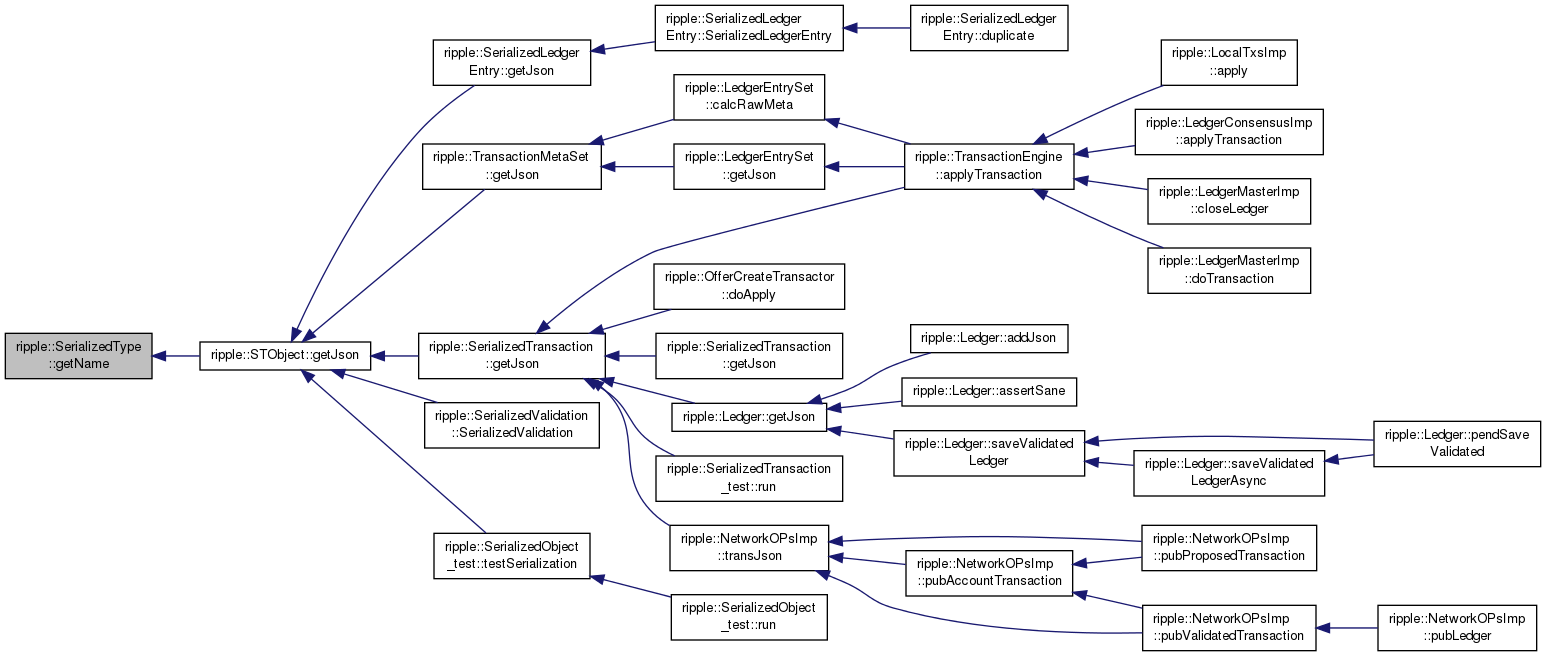 ripple::SerializedType
::getName
ripple::STObject::getJson
ripple::SerializedLedger
Entry::getJson
ripple::SerializedLedger
Entry::SerializedLedgerEntry
ripple::SerializedLedger
Entry::duplicate
ripple::TransactionMetaSet
::getJson
ripple::LedgerEntrySet
::calcRawMeta
ripple::LedgerEntrySet
::getJson
ripple::TransactionEngine
::applyTransaction
ripple::LocalTxsImp
::apply
ripple::LedgerConsensusImp
::applyTransaction
ripple::LedgerMasterImp
::closeLedger
ripple::LedgerMasterImp
::doTransaction
ripple::SerializedTransaction
::getJson
ripple::OfferCreateTransactor
::doApply
ripple::SerializedTransaction
::getJson
ripple::Ledger::getJson
ripple::Ledger::addJson
ripple::Ledger::assertSane
ripple::Ledger::saveValidated
Ledger
ripple::Ledger::saveValidated
LedgerAsync
ripple::Ledger::pendSave
Validated
ripple::SerializedTransaction
_test::run
ripple::NetworkOPsImp
::transJson
ripple::NetworkOPsImp
::pubAccountTransaction
ripple::NetworkOPsImp
::pubProposedTransaction
ripple::NetworkOPsImp
::pubValidatedTransaction
ripple::NetworkOPsImp
::pubLedger
ripple::SerializedValidation
::SerializedValidation
ripple::SerializedObject
_test::testSerialization
ripple::SerializedObject
_test::run